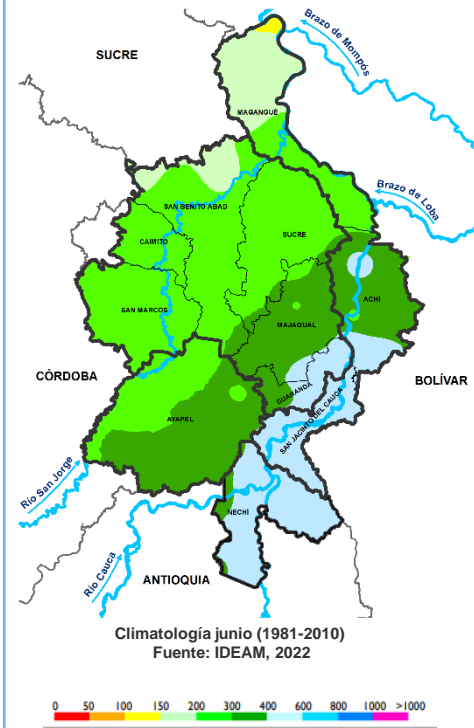 Brazo de Mompós
SUCRE
MAGANGUÉ
Brazo de Loba
SAN BENITO ABAD
SUCRE
CAIMITO
ACHÍ
SAN MARCOS
MAJAGUAL
CÓRDOBA
BOLÍVAR
GUARANDA
AYAPEL
SAN JACINTO DEL CAUCA
Río San Jorge
NECHÍ
Río Cauca
ANTIOQUIA
Climatología junio (1981-2010)
Fuente: IDEAM, 2022
0 50 100 150 200 300 400 600 800 1000 >1000